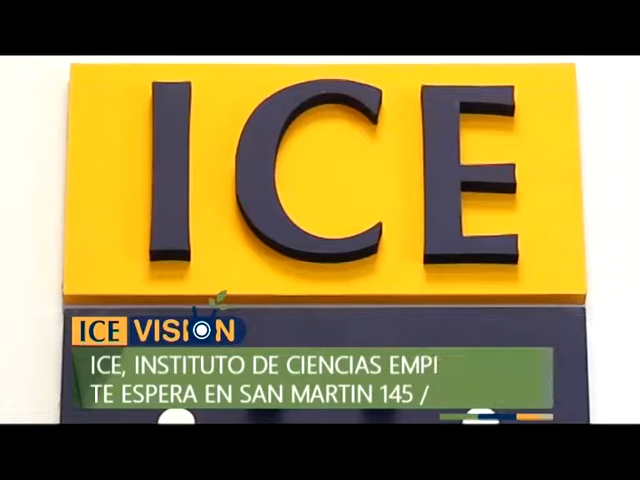 ICE
ICE VISION
ICE, INSTITUTO DE CIENCIAS EMPI
TE ESPERA EN SAN MARTIN 145 /